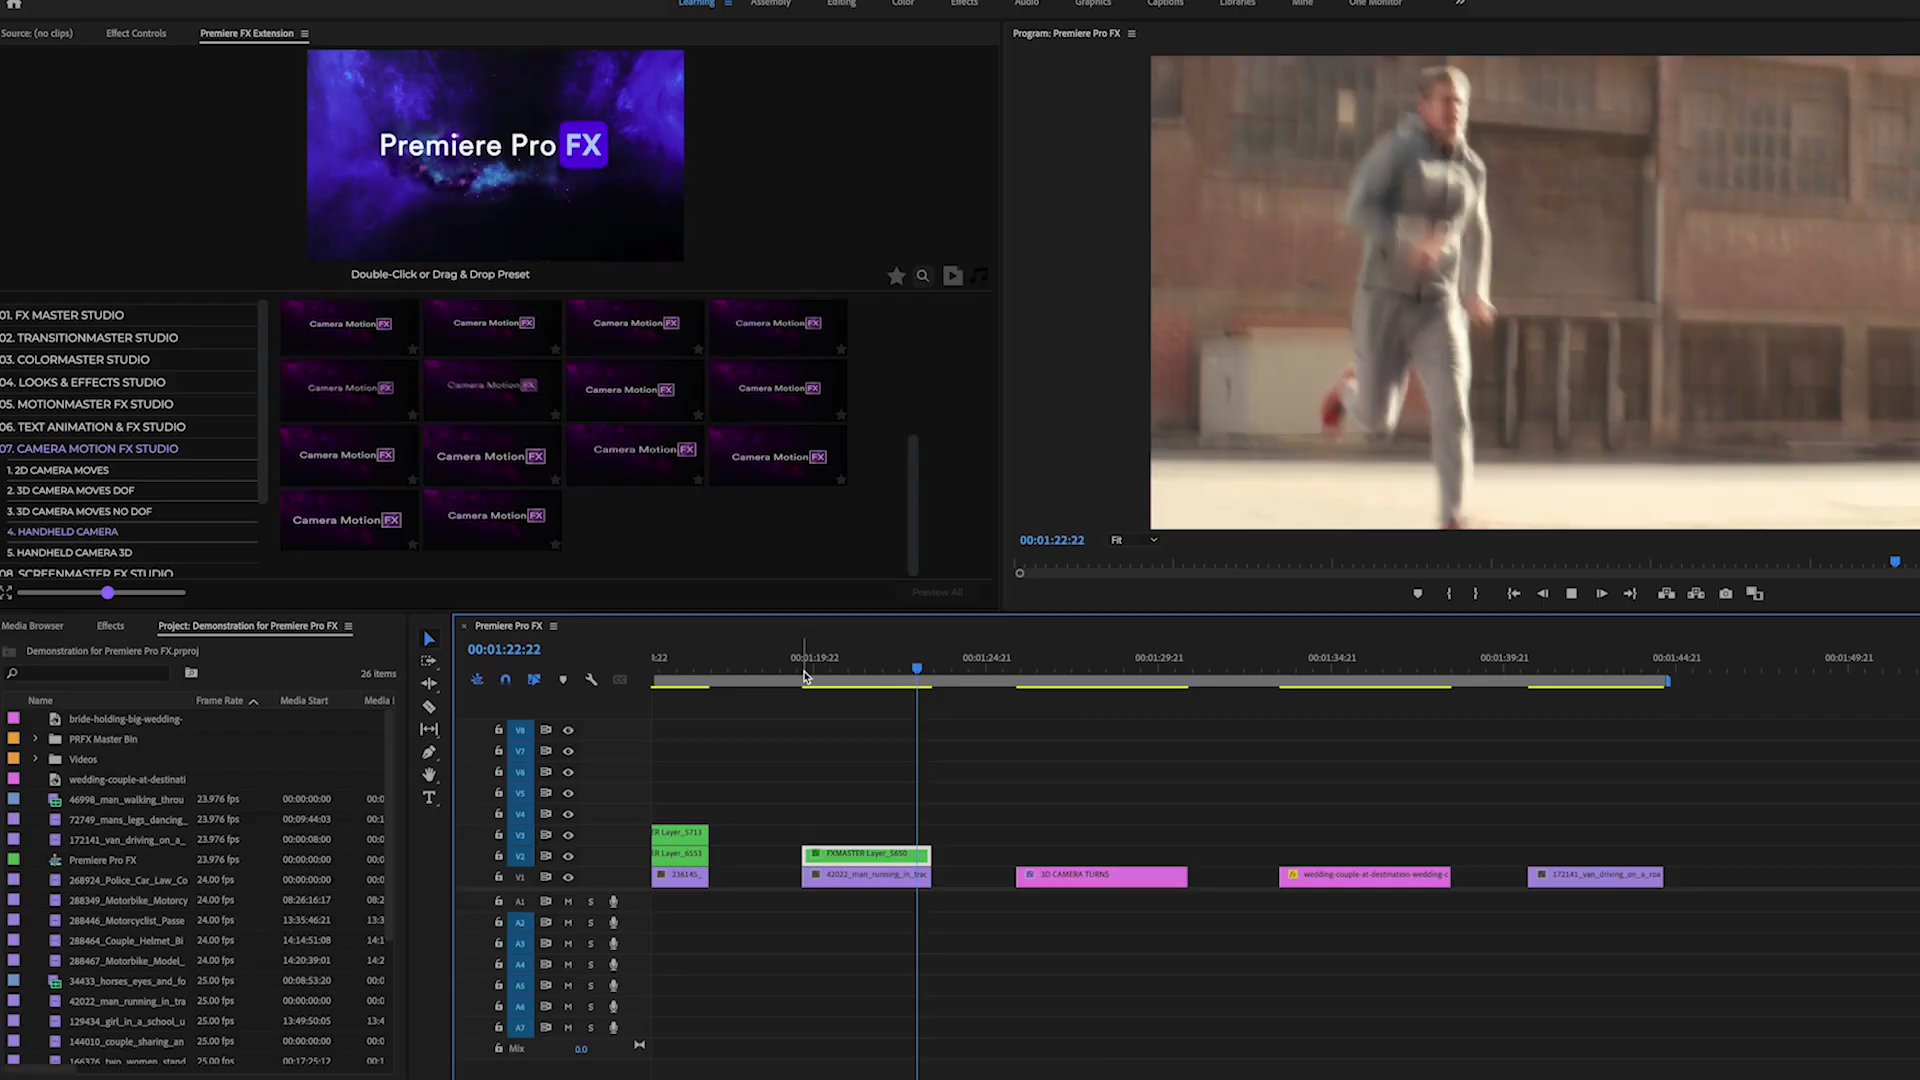 Learning Assembly Editing Color Effects Audio Graphics Captions Libraries Mine One Monitor
Source: (no clips) Effect Controls Premiere FX Extension
Program: Premiere Pro FX
Premiere Pro FX
Double-Click or Drag & Drop Preset
01. FX MASTER STUDIO
02. TRANSITIONMASTER STUDIO
03. COLORMASTER STUDIO
04. LOOKS & EFFECTS STUDIO
05. MOTIONMASTER FX STUDIO
06. TEXT ANIMATION & FX STUDIO
07. CAMERA MOTION FX STUDIO
1. 2D CAMERA MOVES
2. 3D CAMERA MOVES DOF
3. 3D CAMERA MOVES NO DOF
4. HANDHELD CAMERA
5. HANDHELD CAMERA 3D
08. SCREENMASTER FX STUDIO
Camera Motion FX Camera Motion FX Camera Motion FX Camera Motion FX
Camera Motion FX Camera Motion FX Camera Motion FX Camera Motion FX
Camera Motion FX Camera Motion FX Camera Motion FX Camera Motion FX
Camera Motion FX Camera Motion FX
Preview All
00:01:22:22 Fit
Media Browser Effects Project: Demonstration for Premiere Pro FX
Demonstration for Premiere Pro FX.prproj
26 items
Name Frame Rate Media Start Media
bride-holding-big-wedding-
PRFX Master Bin
Videos
wedding-couple-at-destinati
46998_man_walking_throu 23.976 fps 00:00:00:00 00:0
72749_mans_legs_dancing_ 23.976 fps 00:09:44:03 00:1
172141_van_driving_on_a_ 23.976 fps 00:00:08:00 00:0
Premiere Pro FX 23.976 fps 00:00:00:00 00:0
268924_Police_Car_Law_Co 24.00 fps 00:00:00:00 00:0
288349_Motorbike_Motorcy 24.00 fps 08:26:16:17 08:2
288446_Motorcyclist_Passe 24.00 fps 13:35:46:21 13:3
288464_Couple_Helmet_Bi 24.00 fps 14:14:51:08 14:1
288467_Motorbike_Model_ 24.00 fps 14:20:39:01 14:2
34433_horses_eyes_and_fo 25.00 fps 00:08:53:20 00:0
42022_man_running_in_tra 25.00 fps 00:00:00:00 00:0
129434_girl_in_a_school_u 25.00 fps 13:49:50:05 13:4
144010_couple_sharing_an 25.00 fps 00:00:00:00 00:0
166376_two_women_stand 25.00 fps 00:17:25:12 00:1
Premiere Pro FX
00:01:22:22
4:22 00:01:19:22 00:01:24:21 00:01:29:21 00:01:34:21 00:01:39:21 00:01:44:21 00:01:49:21
V8
V7
V6
V5
V4
V3 ER Layer_5713
V2 ER Layer_6553 FXMASTER Layer_5650
V1 236145_ 42022_man_running_in_trac 3D CAMERA TURNS wedding-couple-at-destination-wedding-c 172141_van_driving_on_a_roa
A1 M S
A2 M S
A3 M S
A4 M S
A5 M S
A6 M S
A7 M S
Mix 0.0